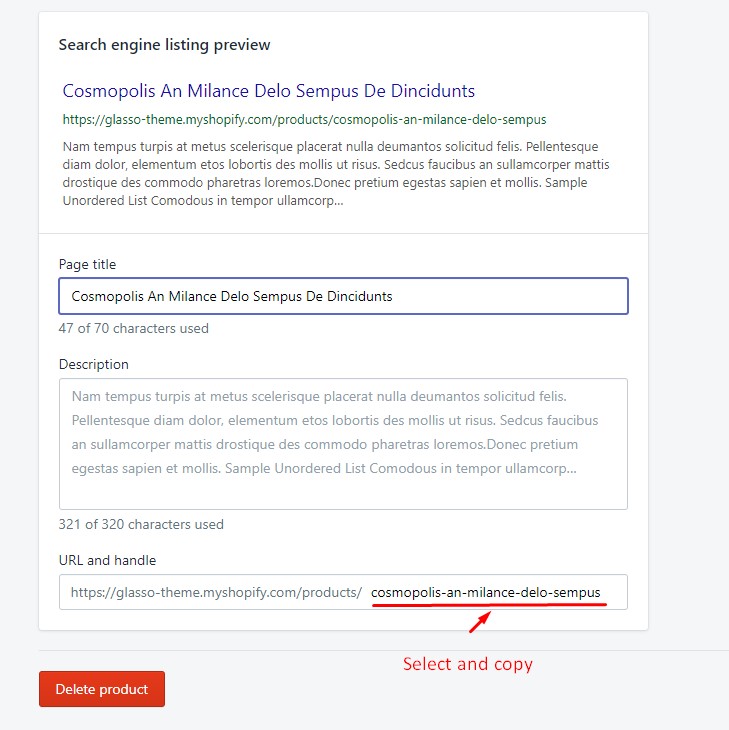 Search engine listing preview
Cosmopolis An Milance Delo Sempus De Dincidunts
https://glasso-theme.myshopify.com/products/cosmopolis-an-milance-delo-sempus
Nam tempus turpis at metus scelerisque placerat nulla deumantos solicitud felis. Pellentesque
diam dolor, elementum etos lobortis des mollis ut risus. Sedcus faucibus an sullamcorper mattis
drostique des commodo pharetras loremos.Donec pretium egestas sapien et mollis. Sample
Unordered List Comodous in tempor ullamcorp...
Page title
Cosmopolis An Milance Delo Sempus De Dincidunts
47 of 70 characters used
Description
Nam tempus turpis at metus scelerisque placerat nulla deumantos solicitud felis.
Pellentesque diam dolor, elementum etos lobortis des mollis ut risus. Sedcus faucibus
an sullamcorper mattis drostique des commodo pharetras loremos.Donec pretium
egestas sapien et mollis. Sample Unordered List Comodous in tempor ullamcorp...
321 of 320 characters used
URL and handle
https://glasso-theme.myshopify.com/products/ cosmopolis-an-milance-delo-sempus
Select and copy
Delete product